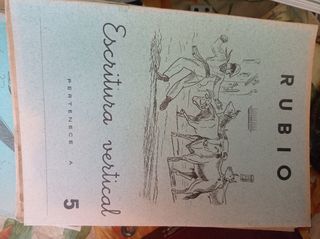 RUBIO
Escritura vertical
PERTENECE A
5